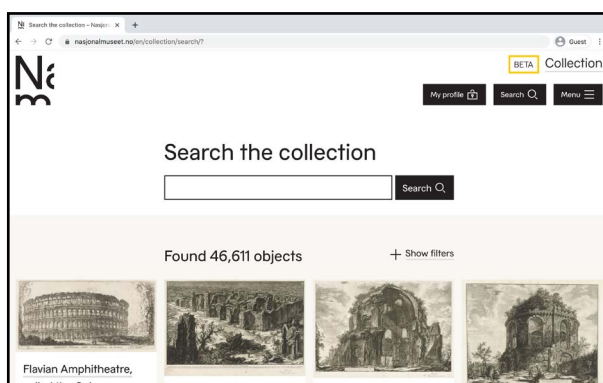 Search the collection – Nasjon
nasjonalmuseet.no/en/collection/search/?
Guest
BETA Collection
My profile Search Menu
Search the collection
Search
Found 46,611 objects
Show filters
Flavian Amphitheatre,